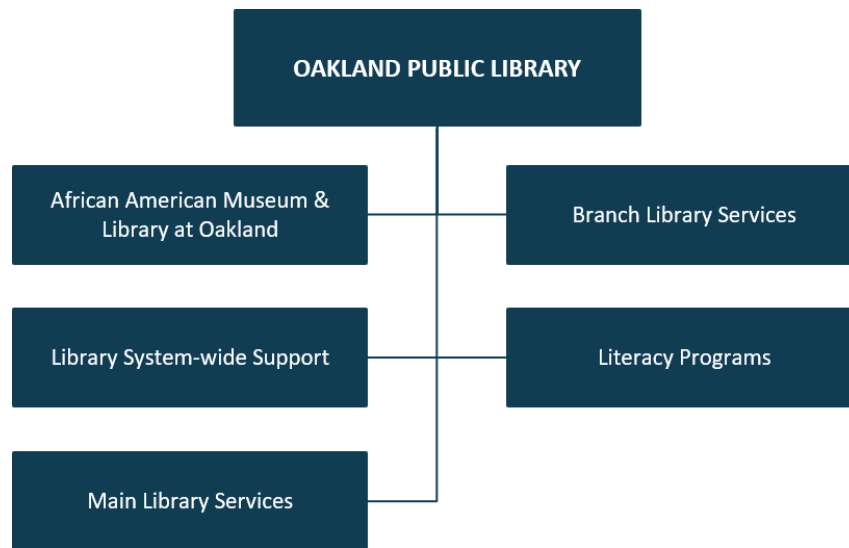 OAKLAND PUBLIC LIBRARY
African American Museum &
Library at Oakland
Branch Library Services
Library System-wide Support
Literacy Programs
Main Library Services